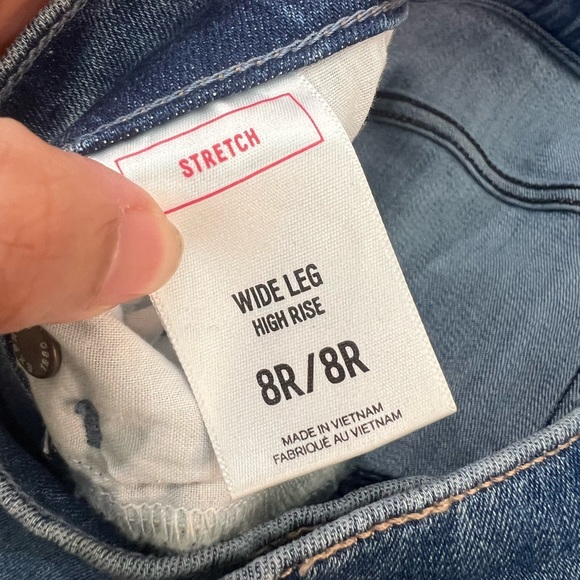 STRETCH
WIDE LEG
HIGH RISE
8R/8R
MADE IN VIETNAM
FABRIQUÉ AU VIETNAM